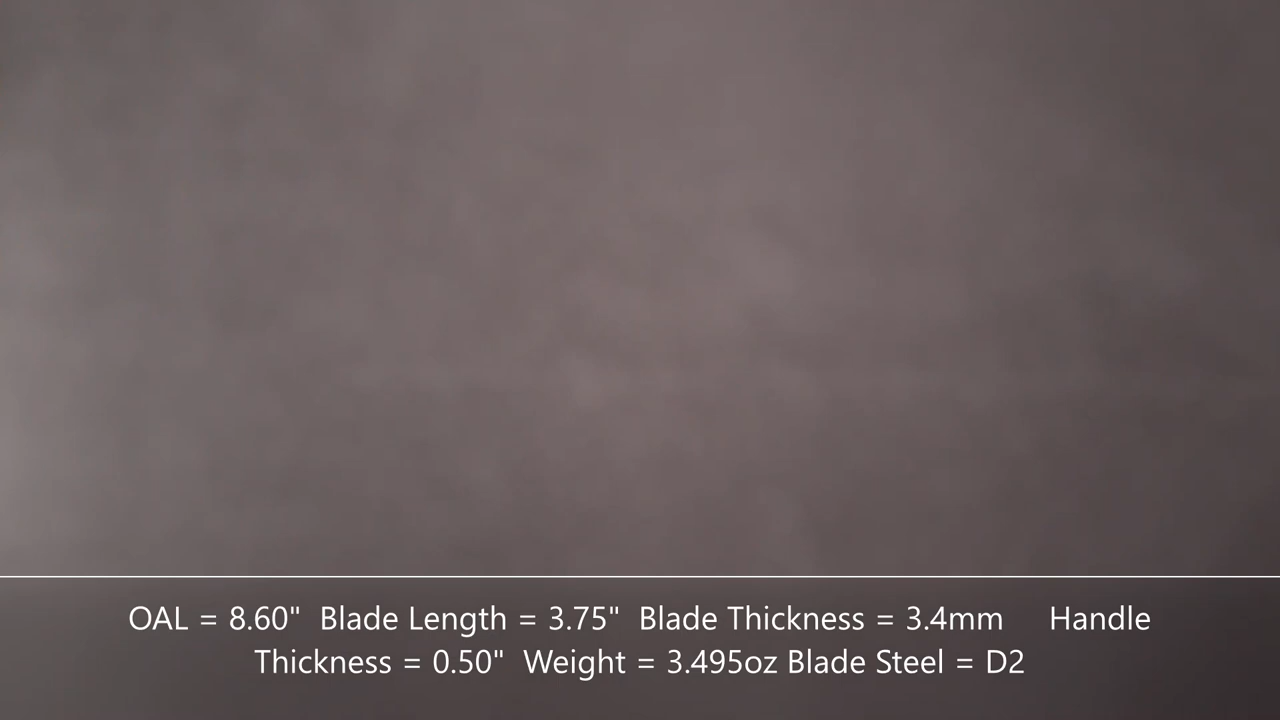 OAL = 8.60" Blade Length = 3.75" Blade Thickness = 3.4mm Handle
Thickness = 0.50" Weight = 3.495oz Blade Steel = D2